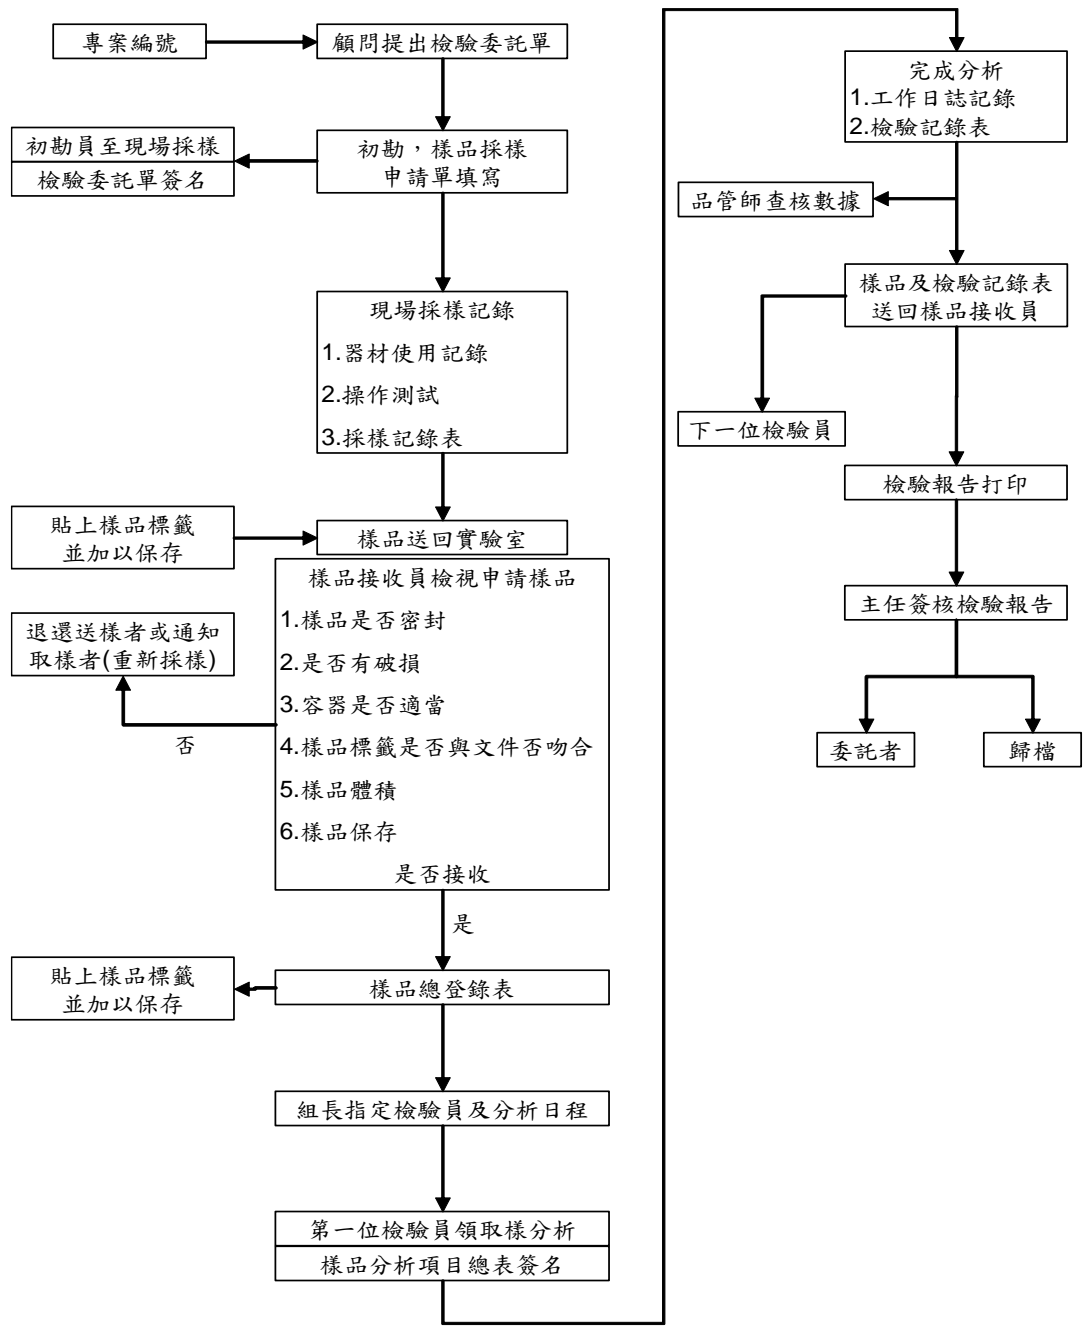 專案編號
顧問提出檢驗委託單
初勘員至現場採樣
檢驗委託單簽名
初勘，樣品採樣
申請單填寫
現場採樣記錄
1.器材使用記錄
2.操作測試
3.採樣記錄表
貼上樣品標籤
並加以保存
樣品送回實驗室
樣品接收員檢視申請樣品
1.樣品是否密封
2.是否有破損
3.容器是否適當
4.樣品標籤是否與文件否吻合
5.樣品體積
6.樣品保存
是否接收
退還送樣者或通知
取樣者(重新採樣)
否
是
貼上樣品標籤
並加以保存
樣品總登錄表
組長指定檢驗員及分析日程
第一位檢驗員領取樣分析
樣品分析項目總表簽名
完成分析
1.工作日誌記錄
2.檢驗記錄表
品管師查核數據
樣品及檢驗記錄表
送回樣品接收員
下一位檢驗員
檢驗報告打印
主任簽核檢驗報告
委託者
歸檔